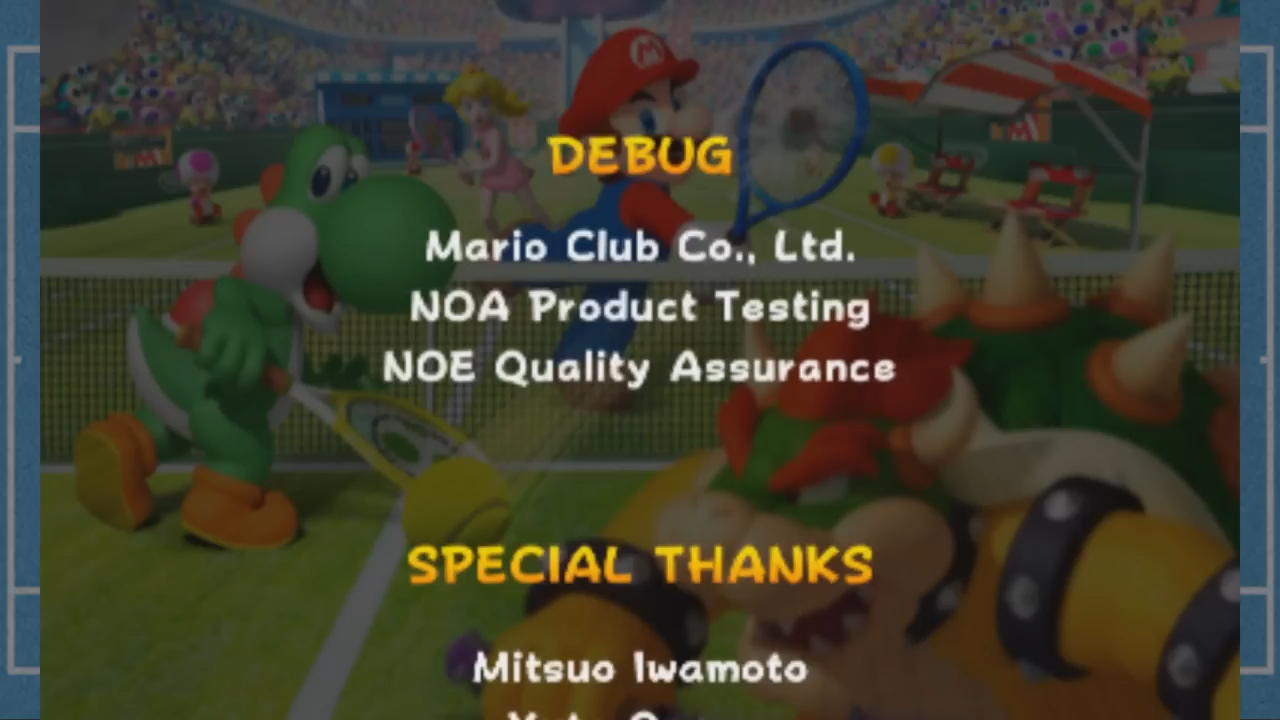 DEBUG
Mario Club Co., Ltd.
NOA Product Testing
NOE Quality Assurance
SPECIAL THANKS
Mitsuo Iwamoto